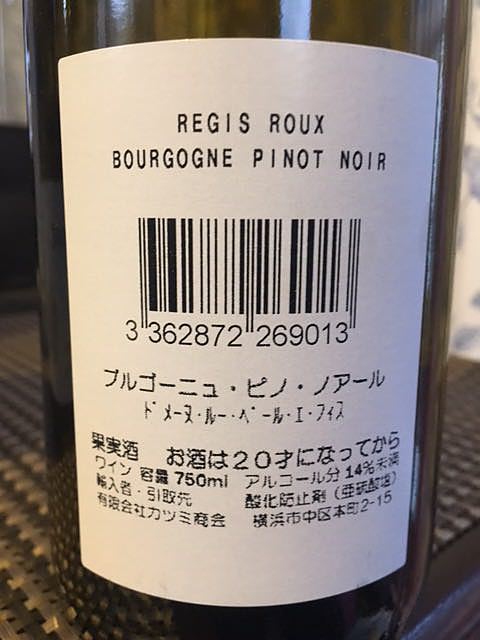 REGIS ROUX
BOURGOGNE PINOT NOIR
3 362872 269013
ブルゴーニュ・ピノ・ノアール
ドメーヌ・ルー・ペール・エ・フィス
果実酒 お酒は20才になってから
ワイン 容量 750ml アルコール分 14%未満
輸入者・引取先 酸化防止剤（亜硫酸塩）
有限会社カツミ商会 横浜市中区本町2-15